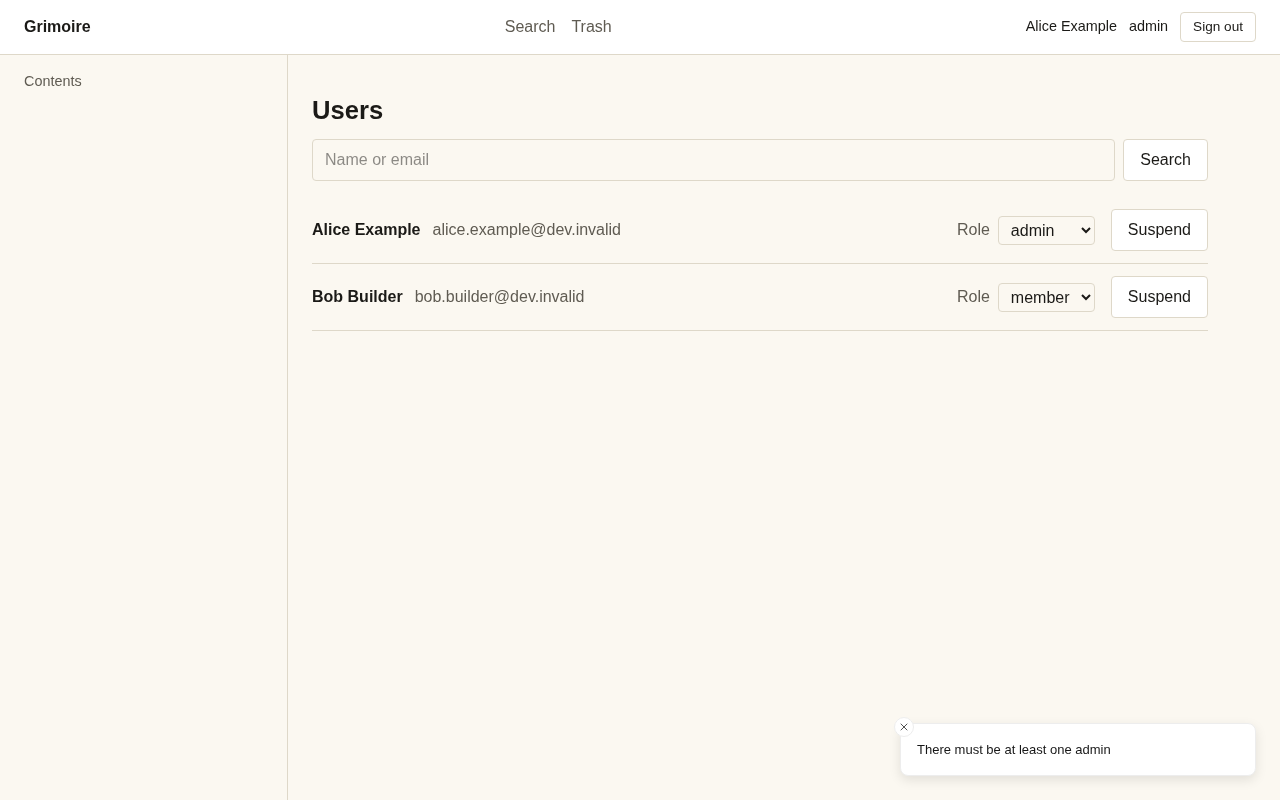 Grimoire
Search Trash
Alice Example admin Sign out
Contents
Users
Name or email
Search
Alice Example alice.example@dev.invalid Role admin Suspend
Bob Builder bob.builder@dev.invalid Role member Suspend
There must be at least one admin